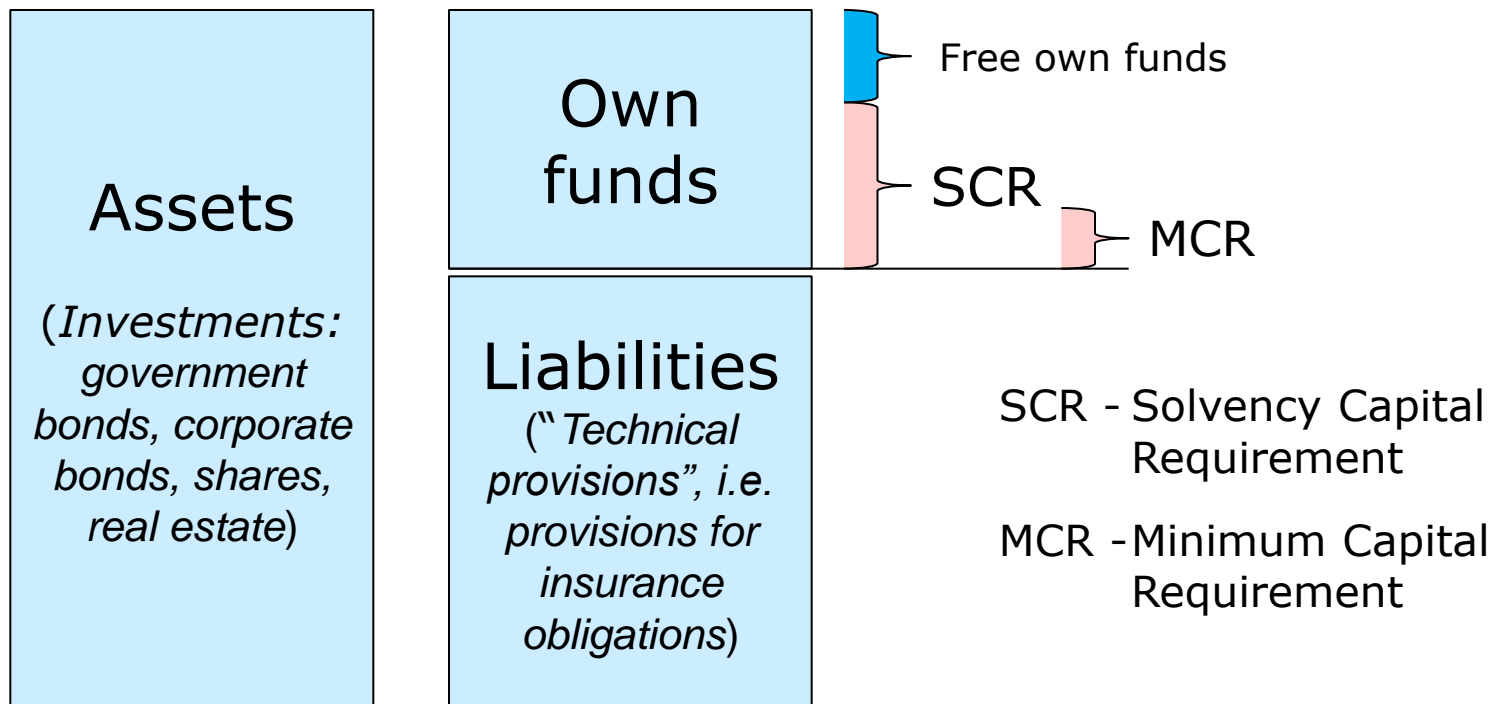 Assets
(Investments:
government
bonds, corporate
bonds, shares,
real estate)
Own
funds
Liabilities
(“Technical
provisions”, i.e.
provisions for
insurance
obligations)
Free own funds
SCR
MCR
SCR - Solvency Capital
Requirement
MCR - Minimum Capital
Requirement